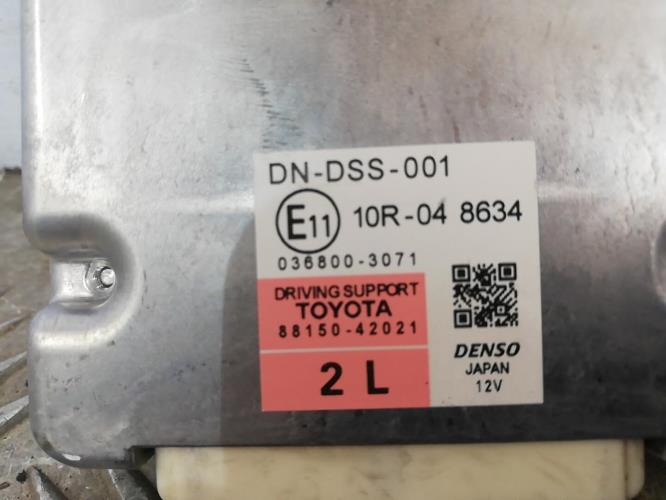 DN-DSS-001
E11 10R-04 8634
036800-3071
DRIVING SUPPORT
TOYOTA
88150-42021
2 L
DENSO
JAPAN
12V